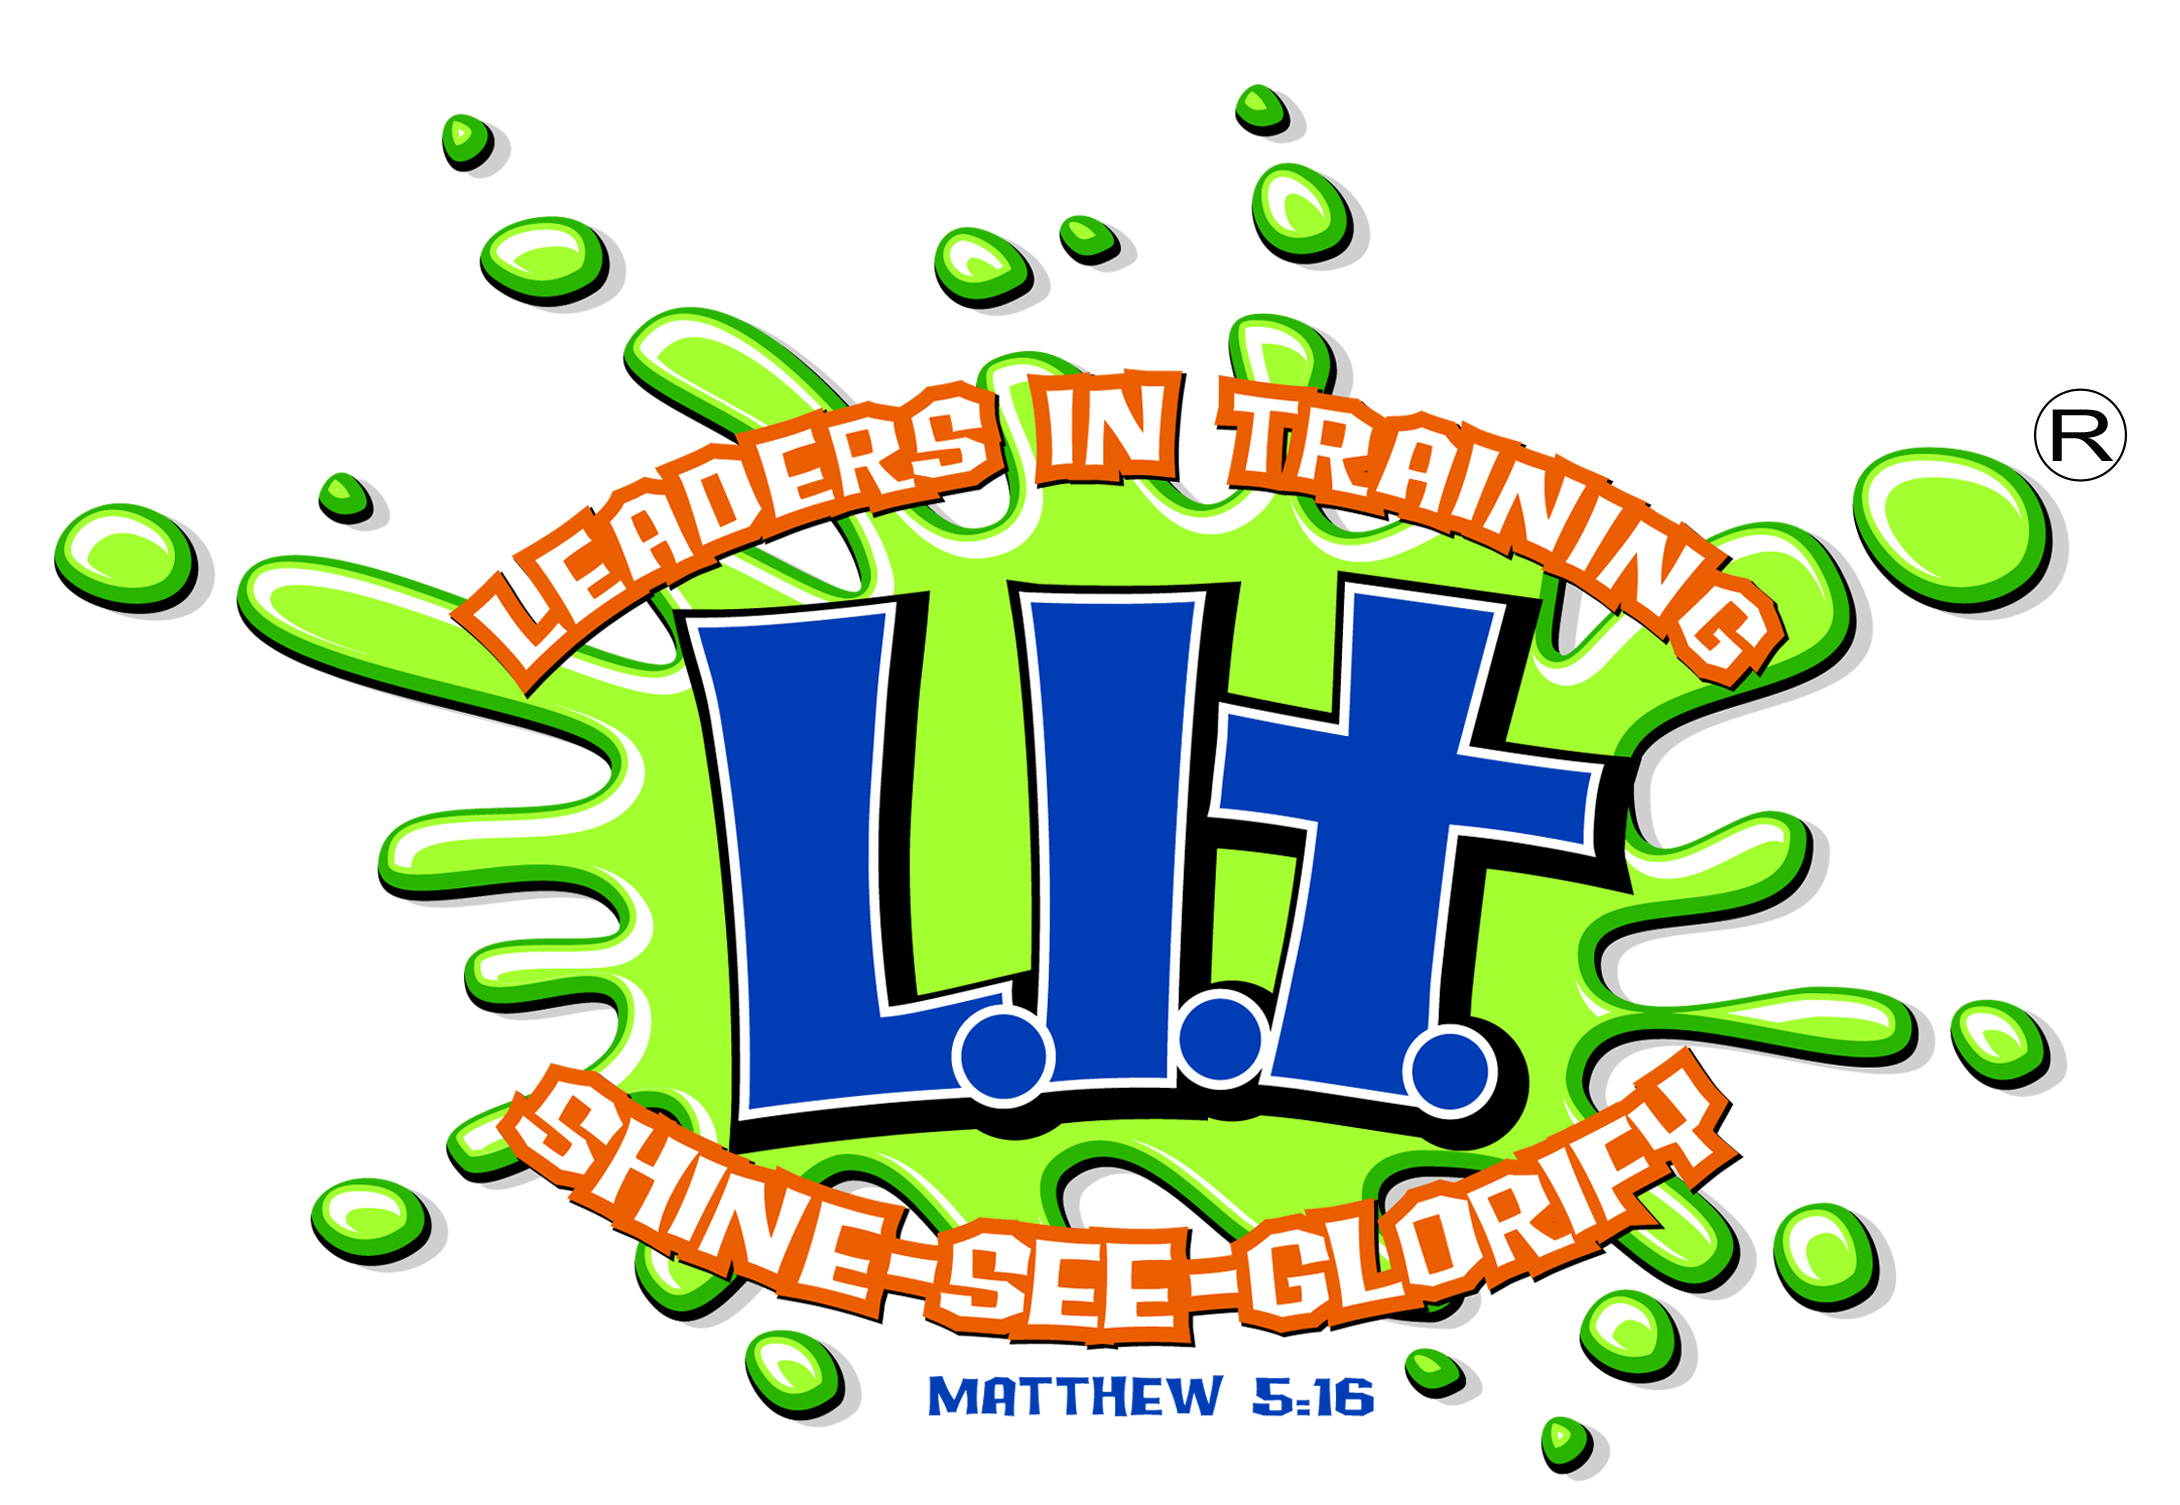 LEADERS IN TRAINING
®
L.I.t.
SHINE-SEE-GLORIFY
MATTHEW 5:16